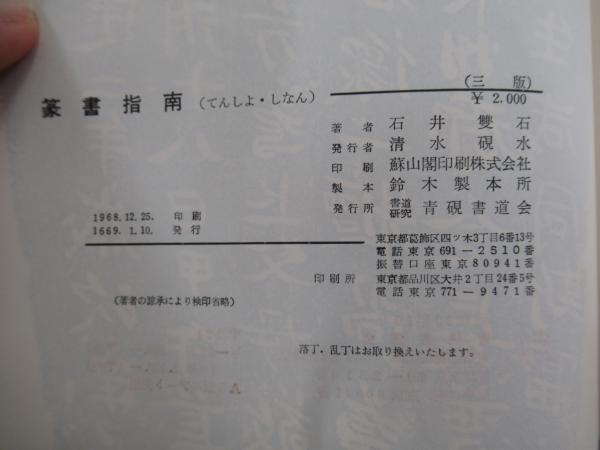 篆書指南（てんしよ・しなん）
（三版）
￥2.000
著者 石井雙石
発行者 清水硯水
印刷 蘇山閣印刷株式会社
製本 鈴木製本所
発行所 書道研究 青硯書道会
1968.12.25. 印刷
1669.1.10. 発行
東京都葛飾区四ツ木3丁目6番13号
電話東京691－2510番
振替口座東京80941番
印刷所 東京都品川区大井2丁目24番5号
電話東京771－9471番
（著者の諒承により検印省略）
落丁、乱丁はお取り換えいたします。